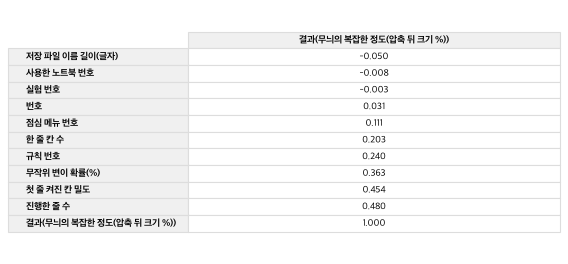 결과(무늬의 복잡한 정도(압축 뒤 크기 %))
저장 파일 이름 길이(글자) -0.050
사용한 노트북 번호 -0.008
실험 번호 -0.003
번호 0.031
점심 메뉴 번호 0.111
한 줄 칸 수 0.203
규칙 번호 0.240
무작위 변이 확률(%) 0.363
첫 줄 켜진 칸 밀도 0.454
진행한 줄 수 0.480
결과(무늬의 복잡한 정도(압축 뒤 크기 %)) 1.000